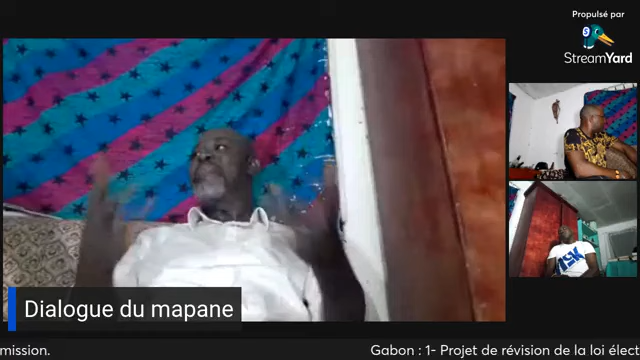 Propulsé par
StreamYard
Dialogue du mapane
mission.
Gabon : 1- Projet de révision de la loi élect